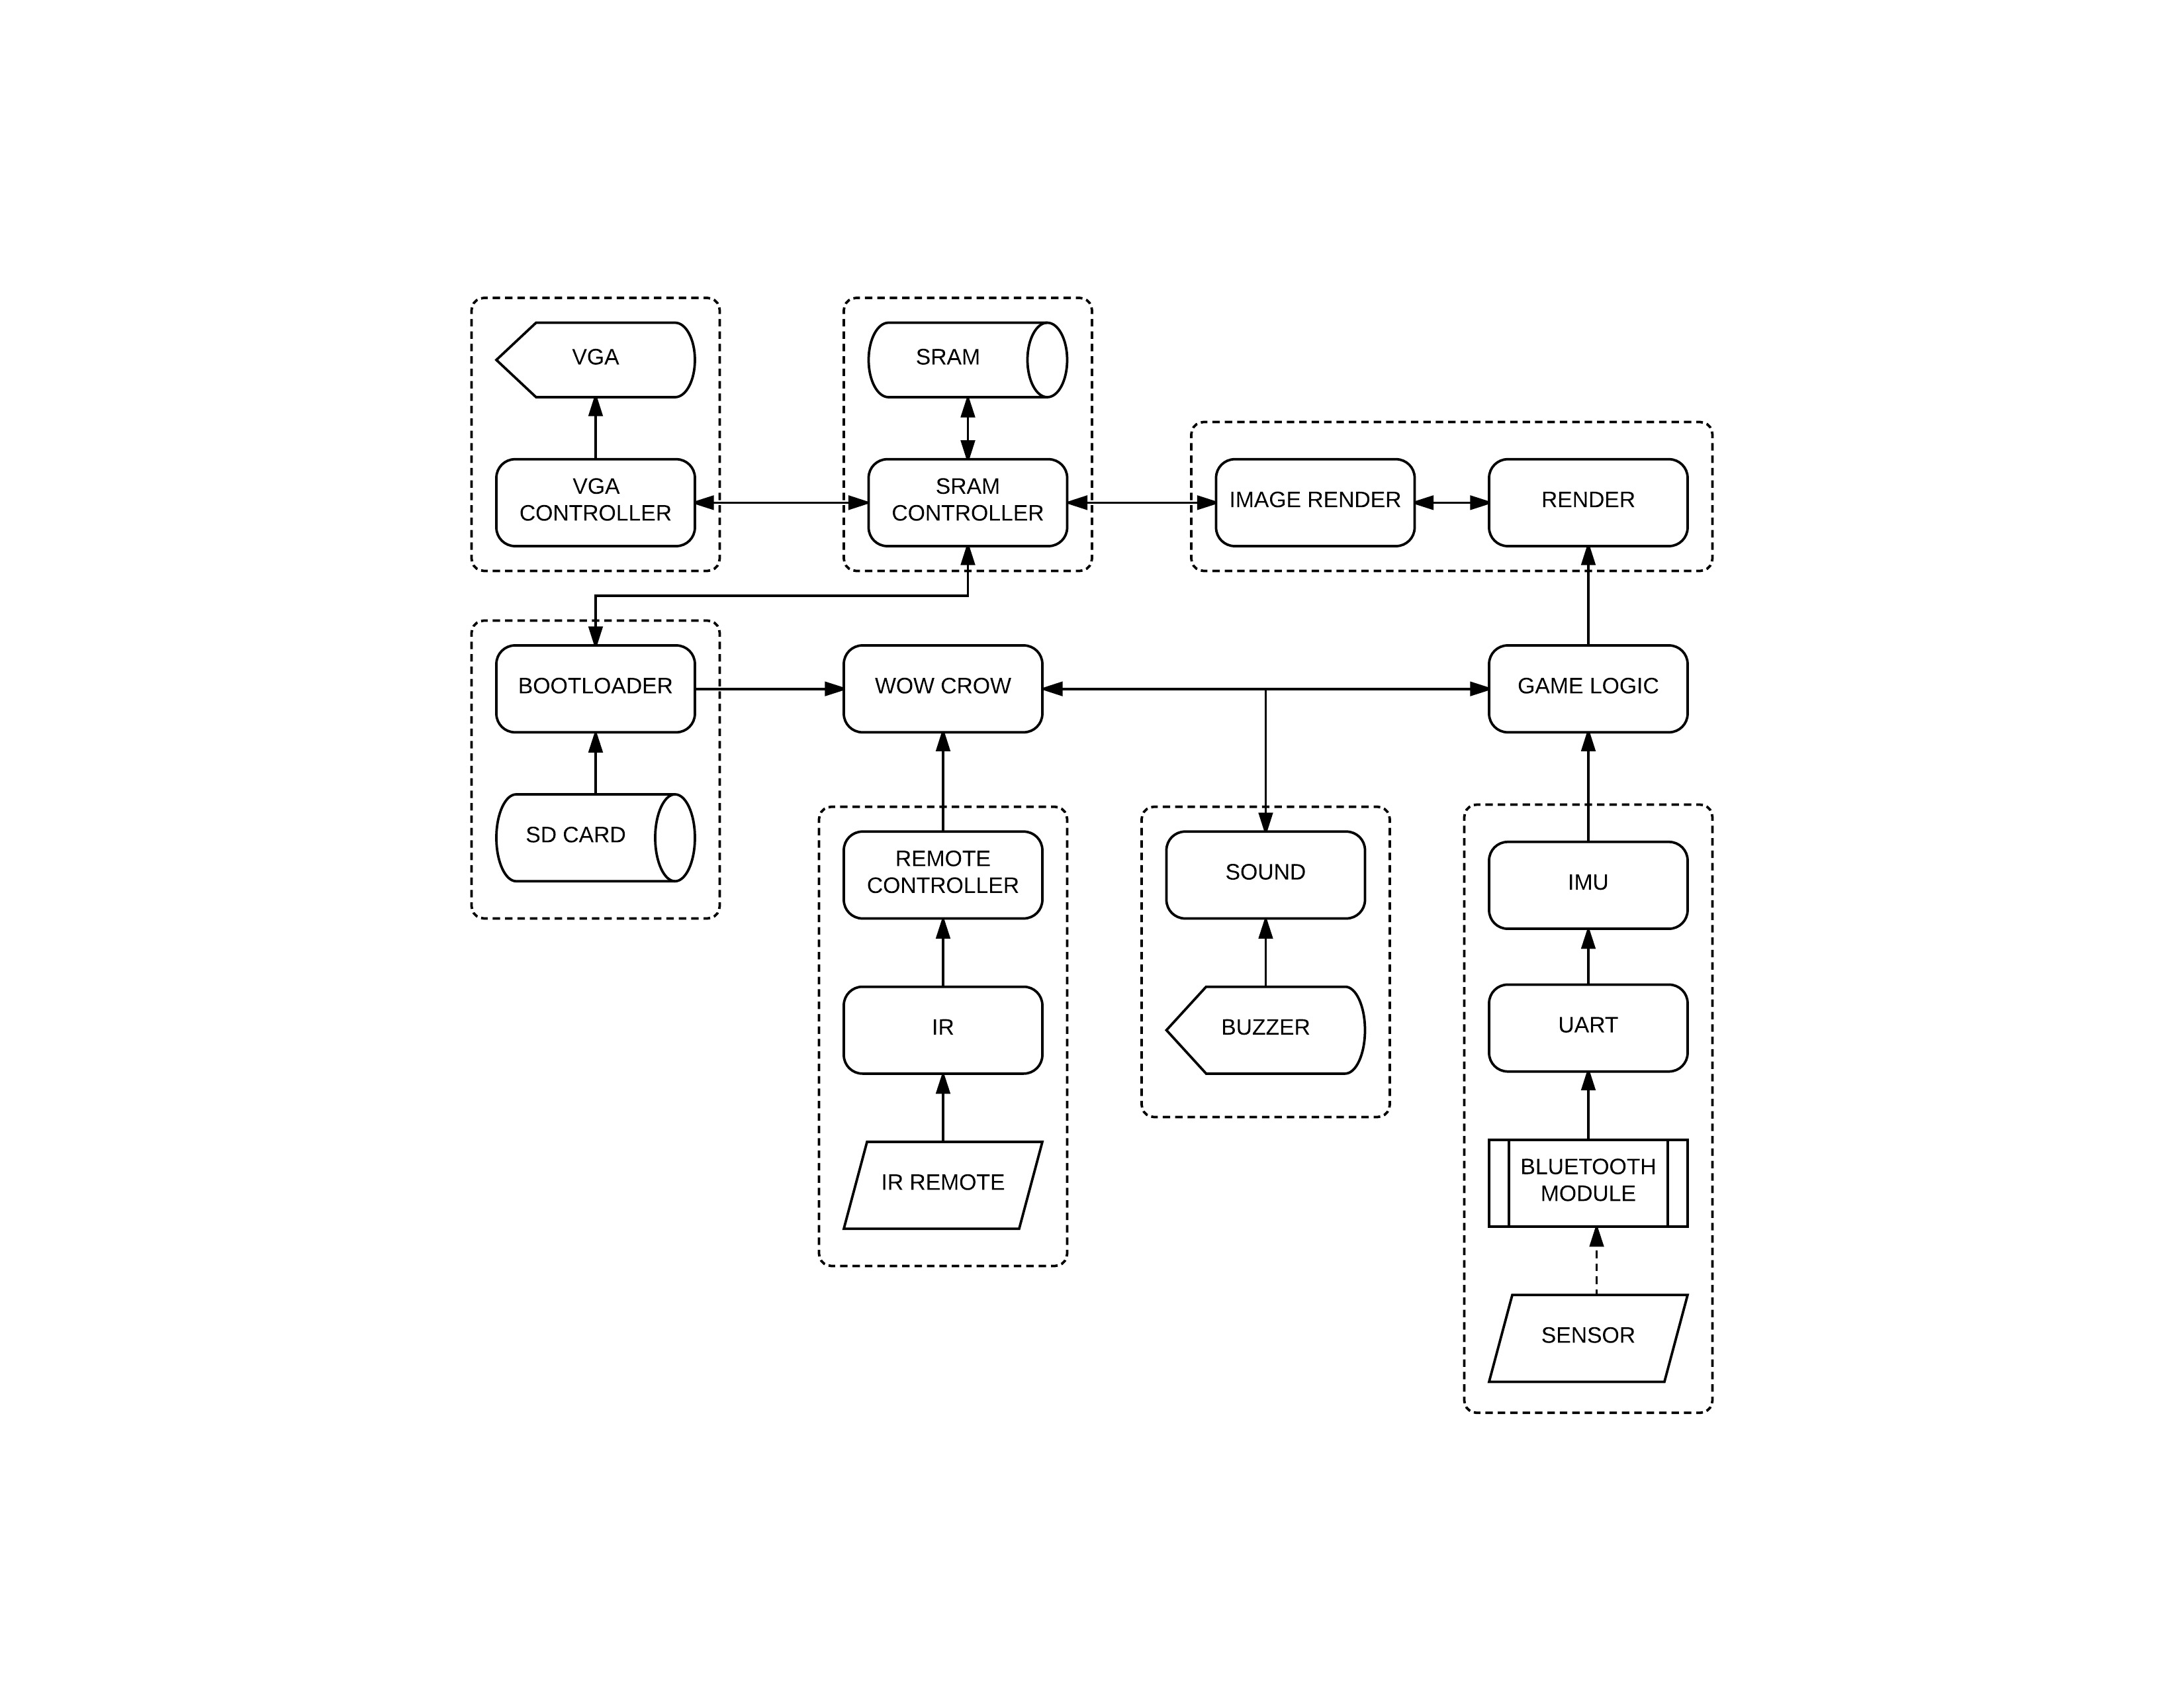 VGA
SRAM
VGA
CONTROLLER
SRAM
CONTROLLER
IMAGE RENDER
RENDER
BOOTLOADER
WOW CROW
GAME LOGIC
SD CARD
REMOTE
CONTROLLER
SOUND
IMU
IR
BUZZER
UART
IR REMOTE
BLUETOOTH
MODULE
SENSOR